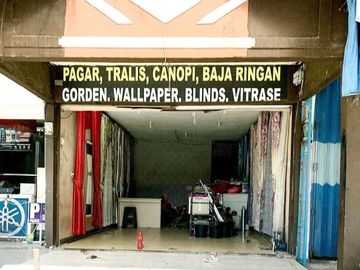 PAGAR, TRALIS, CANOPI, BAJA RINGAN
GORDEN. WALLPAPER. BLINDS, VITRASE